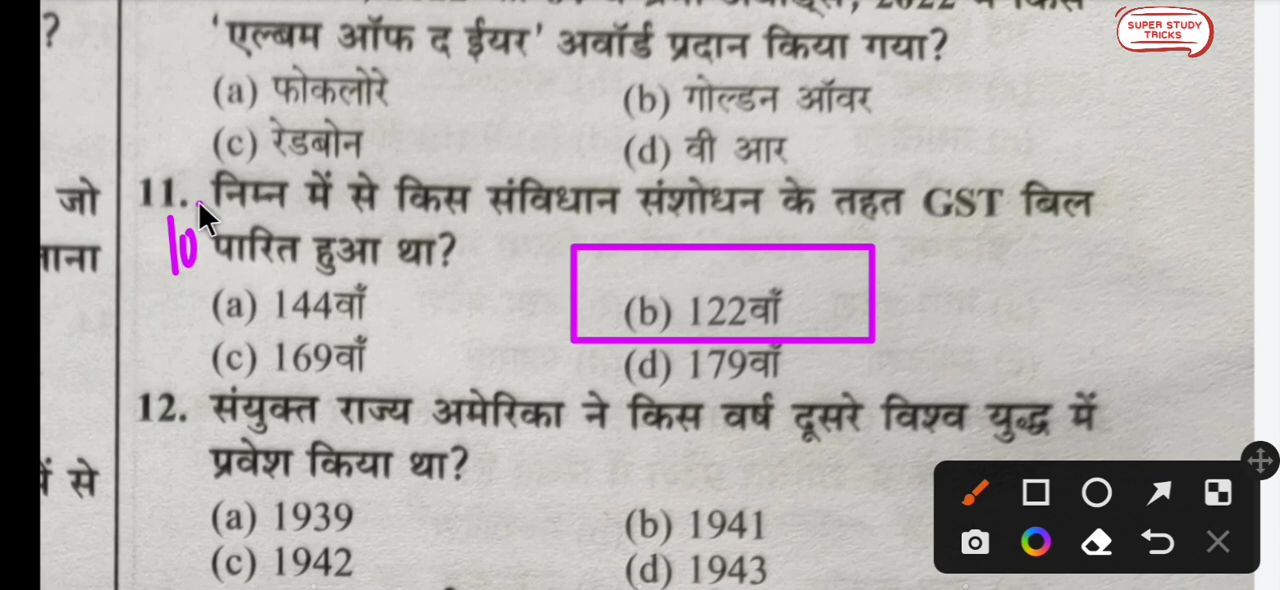 ?
SUPER STUDY
TRICKS
'एल्बम ऑफ द ईयर' अवॉर्ड प्रदान किया गया?
(a) फोकलोरे (b) गोल्डन ऑवर
(c) रेडबोन (d) वी आर
जो
11. निम्न में से किस संविधान संशोधन के तहत GST बिल
10 पारित हुआ था?
(a) 144वाँ (b) 122वाँ
(c) 169वाँ (d) 179वाँ
12. संयुक्त राज्य अमेरिका ने किस वर्ष दूसरे विश्व युद्ध में
से
प्रवेश किया था?
(a) 1939 (b) 1941
(c) 1942 (d) 1943